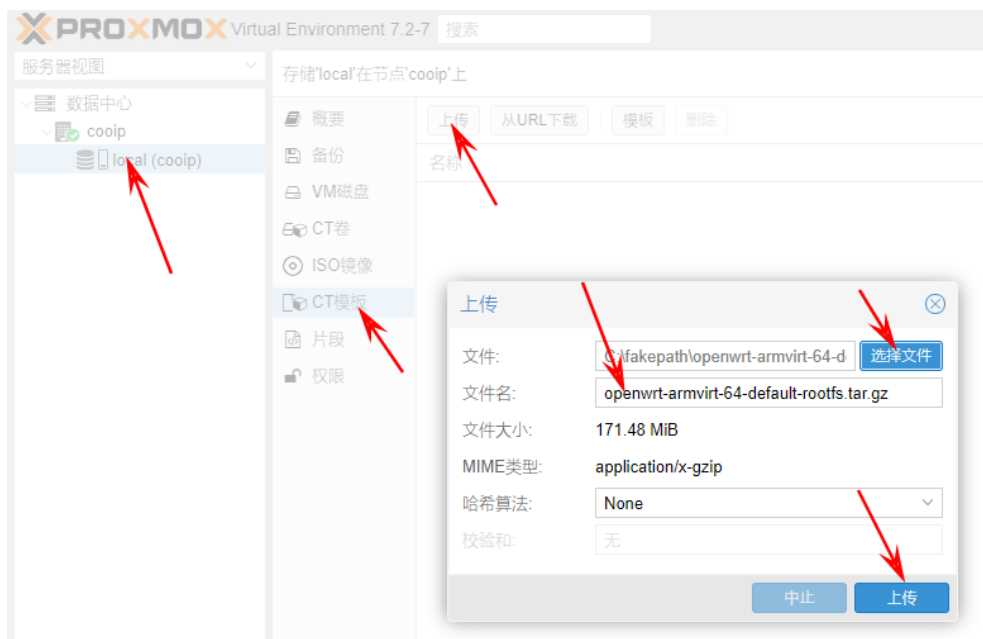 PROXMOX Virtual Environment 7.2-7 搜索
服务器视图
数据中心
cooip
local (cooip)
存储'local'在节点'cooip'上
概要
备份
VM磁盘
CT卷
ISO镜像
CT模板
片段
权限
上传 从URL下载 模板 删除
名称
上传
文件: C:\fakepath\openwrt-armvirt-64-d 选择文件
文件名: openwrt-armvirt-64-default-rootfs.tar.gz
文件大小: 171.48 MiB
MIME类型: application/x-gzip
哈希算法: None
校验和: 无
中止 上传